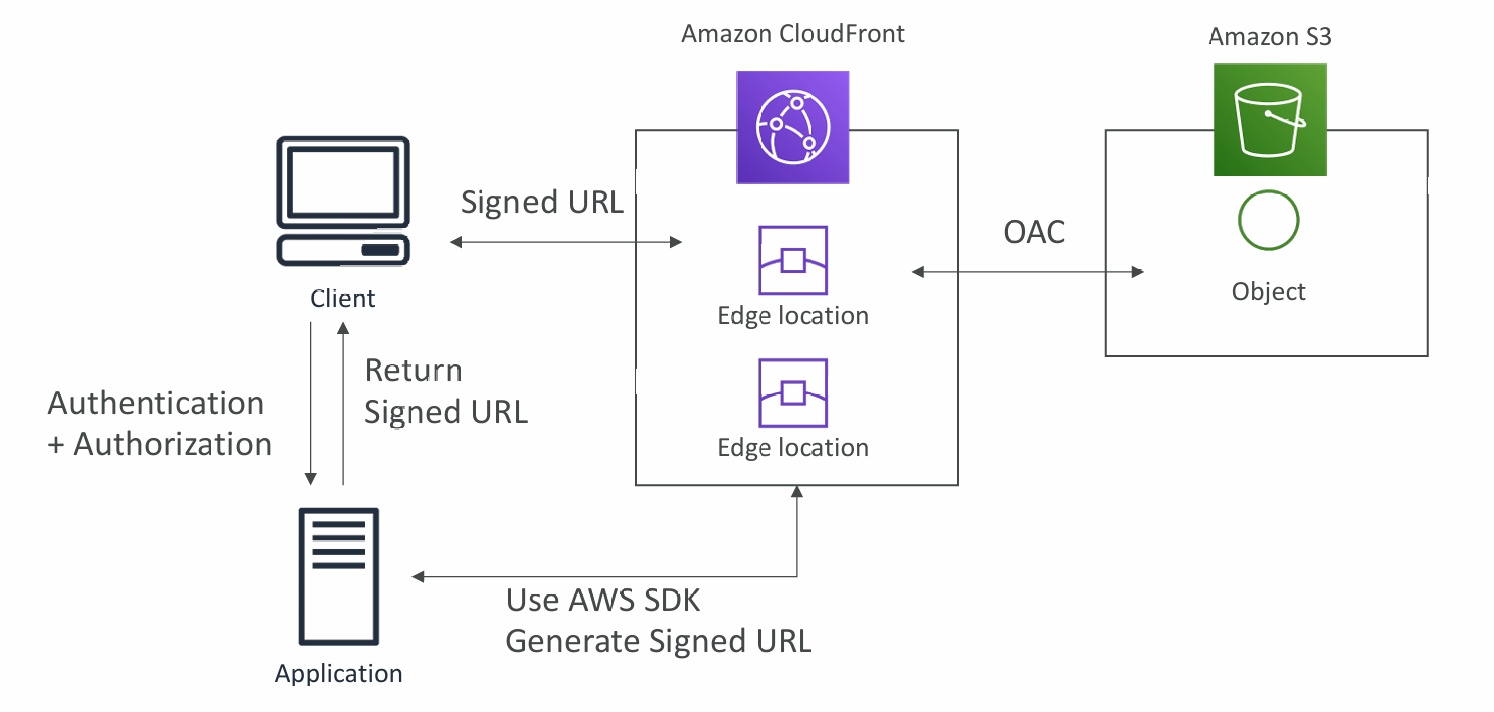 Amazon CloudFront
Amazon S3
Signed URL
OAC
Client
Object
Edge location
Return
Signed URL
Authentication
+ Authorization
Edge location
Use AWS SDK
Generate Signed URL
Application